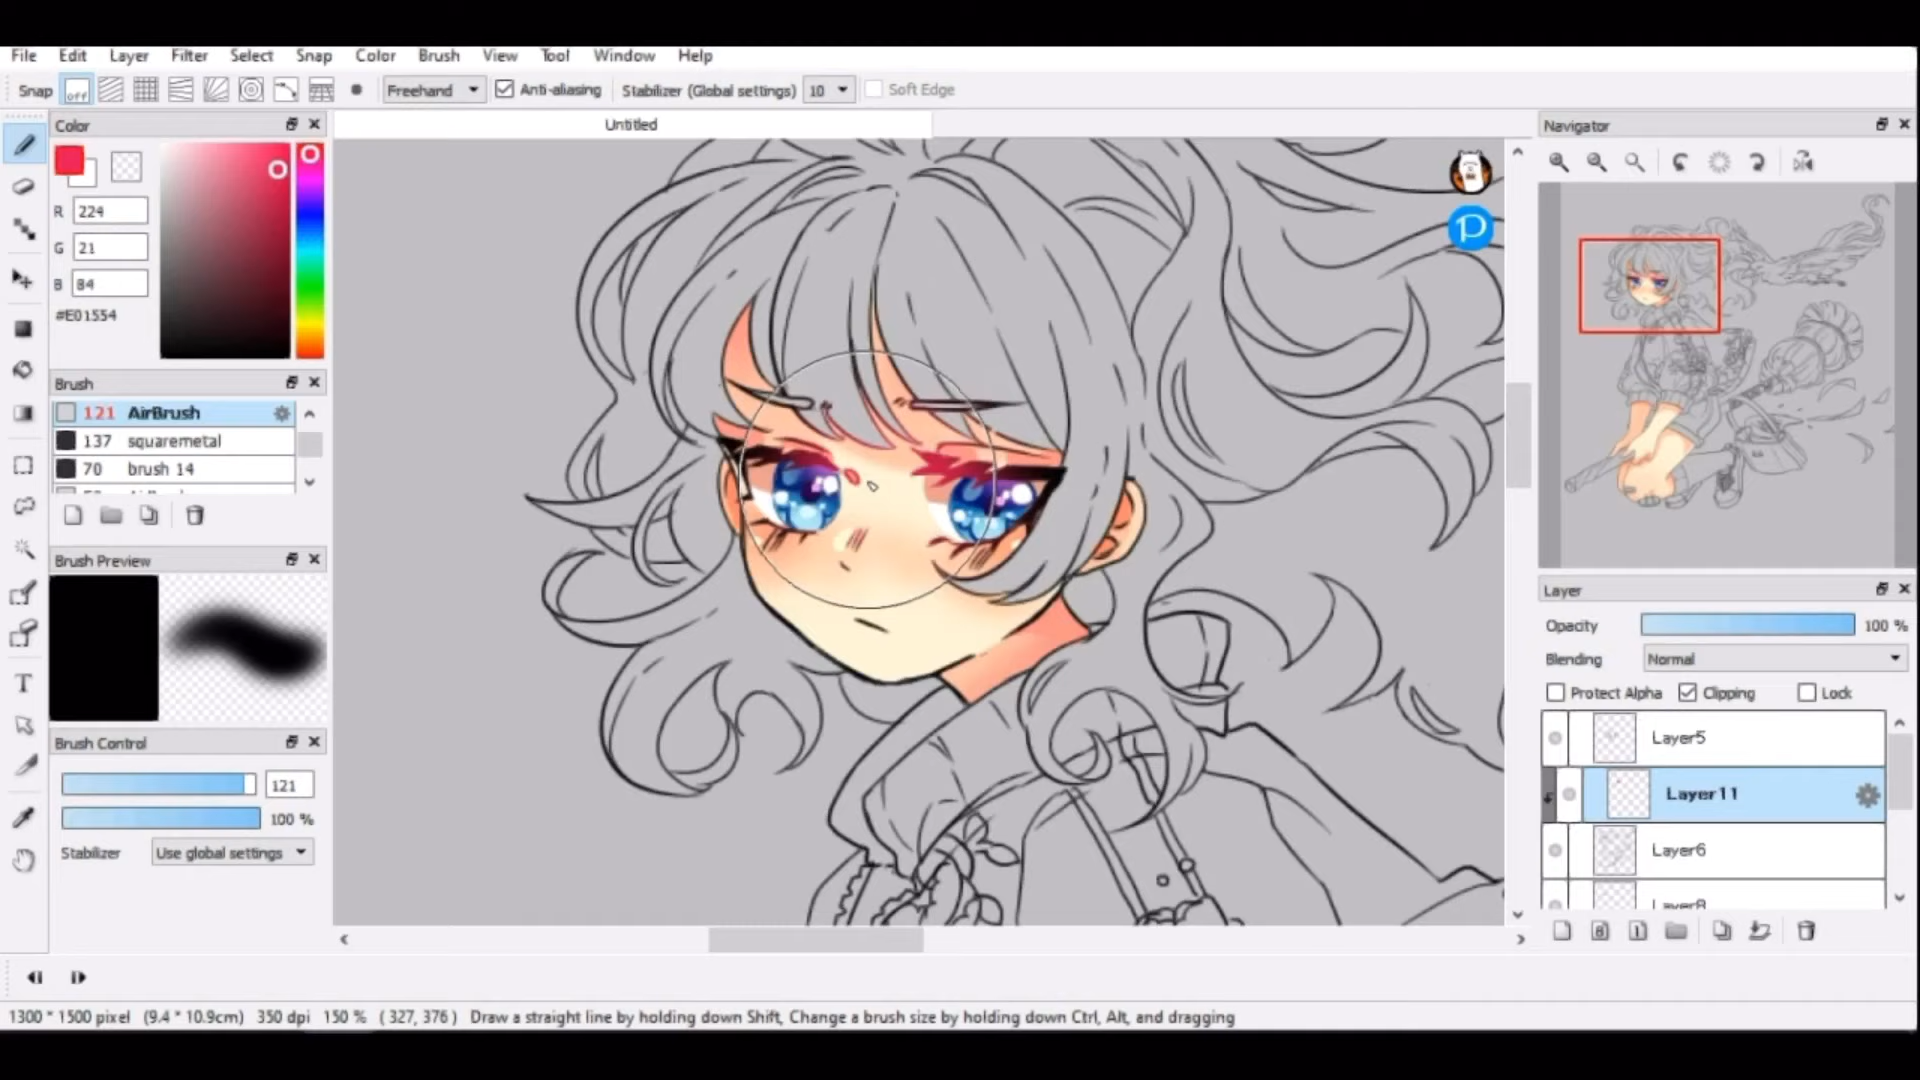 File Edit Layer Filter Select Snap Color Brush View Tool Window Help
Snap off Freehand Anti-aliasing Stabilizer (Global settings) 10 Soft Edge
Color
Untitled
Navigator
R 224
G 21
B 84
#E01554
Brush
121 AirBrush
137 squaremetal
70 brush 14
Brush Preview
Brush Control
121
100 %
Stabilizer Use global settings
Layer
Opacity 100 %
Blending Normal
Protect Alpha Clipping Lock
Layer5
Layer11
Layer6
Layer8
P
T
1300 * 1500 pixel (9.4 * 10.9cm) 350 dpi 150 % ( 327, 376 ) Draw a straight line by holding down Shift, Change a brush size by holding down Ctrl, Alt, and dragging